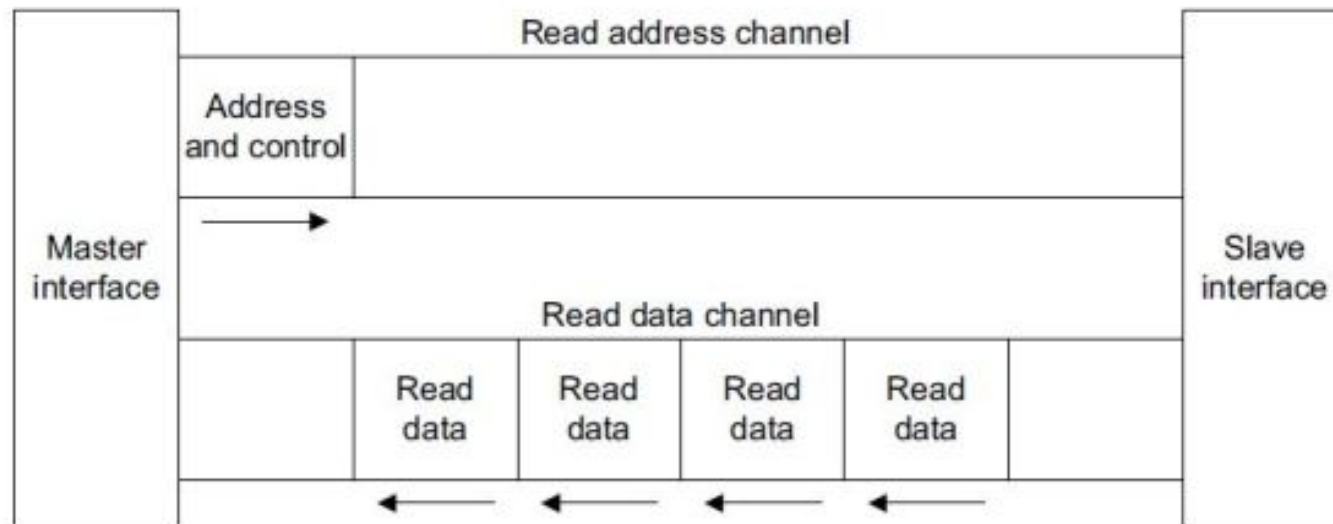 Read address channel
Address
and control
Master
interface
Slave
interface
Read data channel
Read
data
Read
data
Read
data
Read
data